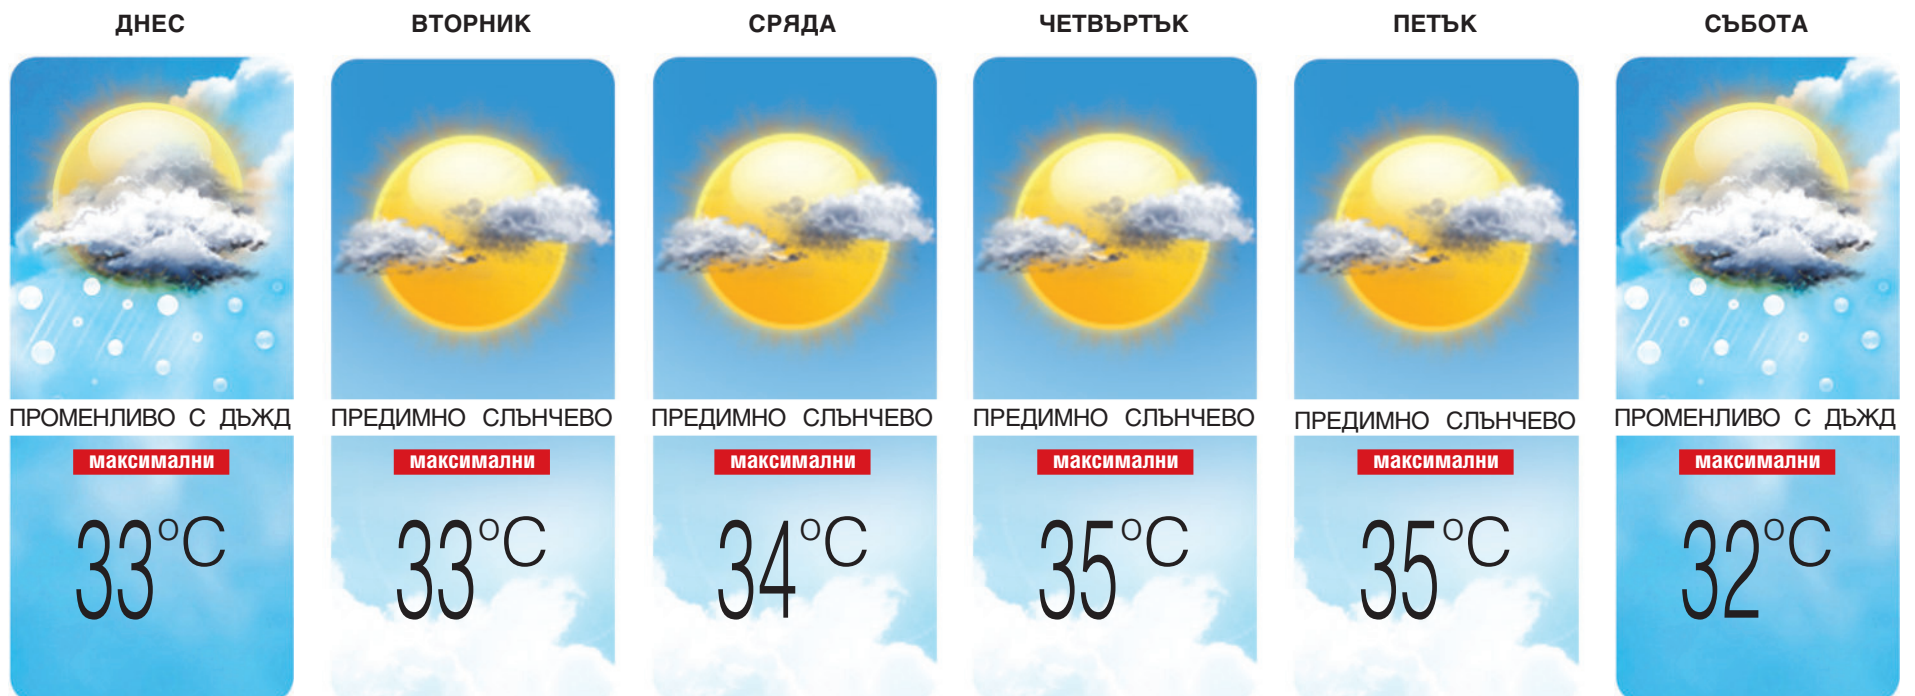 ДНЕС
ПРОМЕНЛИВО С ДЪЖД
максимални
33°C
ВТОРНИК
ПРЕДИМНО СЛЪНЧЕВО
максимални
33°C
СРЯДА
ПРЕДИМНО СЛЪНЧЕВО
максимални
34°C
ЧЕТВЪРТЪК
ПРЕДИМНО СЛЪНЧЕВО
максимални
35°C
ПЕТЪК
ПРЕДИМНО СЛЪНЧЕВО
максимални
35°C
СЪБОТА
ПРОМЕНЛИВО С ДЪЖД
максимални
32°C